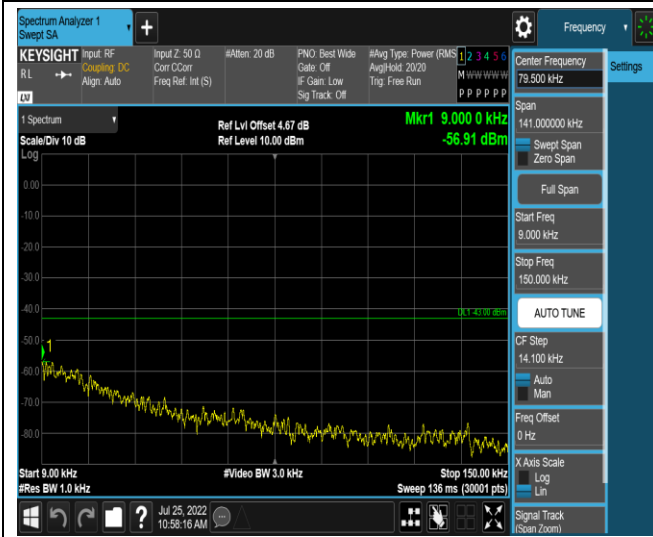 Spectrum Analyzer 1
Swept SA
Frequency
KEYSIGHT
RL
LXI
Input: RF
Coupling: DC
Align: Auto
Input Z: 50 Ω
Corr CCorr
Freq Ref: Int (S)
#Atten: 20 dB
PNO: Best Wide
Gate: Off
IF Gain: Low
Sig Track: Off
#Avg Type: Power (RMS
Avg|Hold: 20/20
Trig: Free Run
1 2 3 4 5 6
M W W W W W
P P P P P P
1 Spectrum
Scale/Div 10 dB
Log
Ref Lvl Offset 4.67 dB
Ref Level 10.00 dBm
Mkr1 9.000 0 kHz
-56.91 dBm
0.00
-10.0
-20.0
-30.0
-40.0
-50.0
-60.0
-70.0
-80.0
DL1 -43.00 dBm
1
Start 9.00 kHz
#Res BW 1.0 kHz
#Video BW 3.0 kHz
Stop 150.00 kHz
Sweep 136 ms (30001 pts)
?
Jul 25, 2022
10:58:16 AM
Center Frequency
79.500 kHz
Span
141.000000 kHz
Swept Span
Zero Span
Full Span
Start Freq
9.000 kHz
Stop Freq
150.000 kHz
AUTO TUNE
CF Step
14.100 kHz
Auto
Man
Freq Offset
0 Hz
X Axis Scale
Log
Lin
Signal Track
(Span Zoom)
Settings